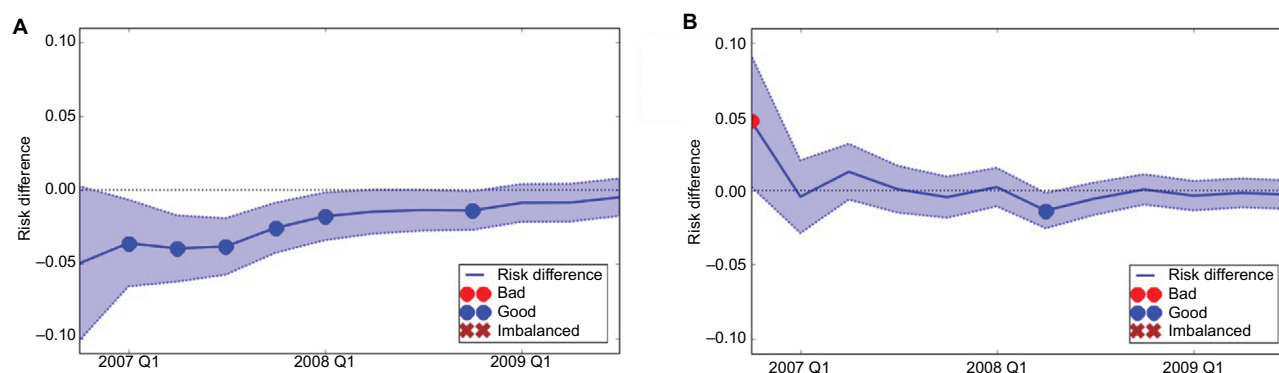 A
Risk difference
0.10
0.05
0.00
–0.05
–0.10
2007 Q1
2008 Q1
2009 Q1
Risk difference
Bad
Good
Imbalanced
B
Risk difference
0.10
0.05
0.00
–0.05
–0.10
2007 Q1
2008 Q1
2009 Q1
Risk difference
Bad
Good
Imbalanced